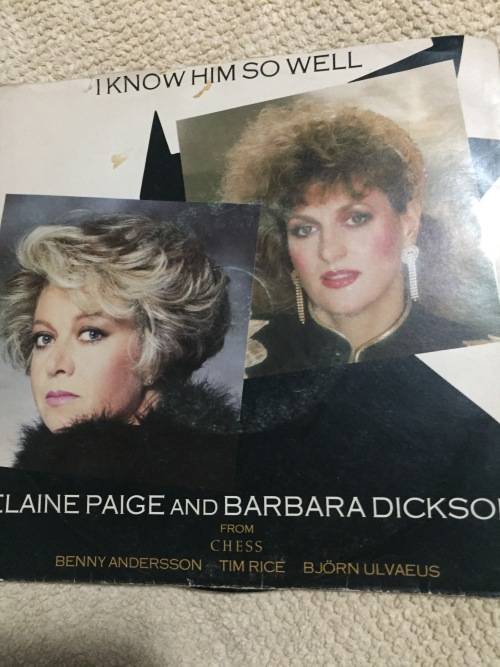 I KNOW HIM SO WELL
ELAINE PAIGE AND BARBARA DICKSO
FROM
CHESS
BENNY ANDERSSON TIM RICE BJÖRN ULVAEUS